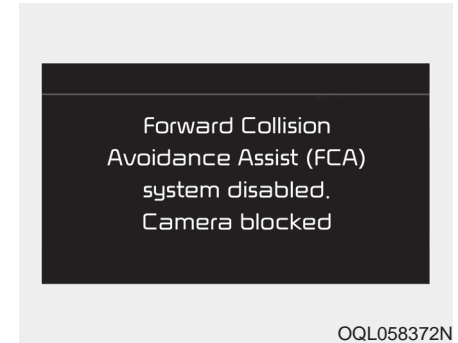 Forward Collision
Avoidance Assist (FCA)
system disabled.
Camera blocked
OQL058372N